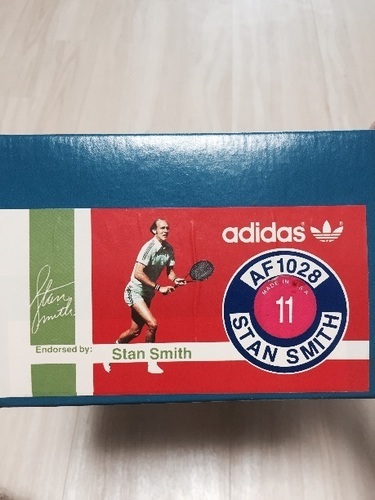 adidas®
AF1028
MADE IN U.S.A.
11
STAN SMITH
Stan Smith
Endorsed by:
Stan Smith